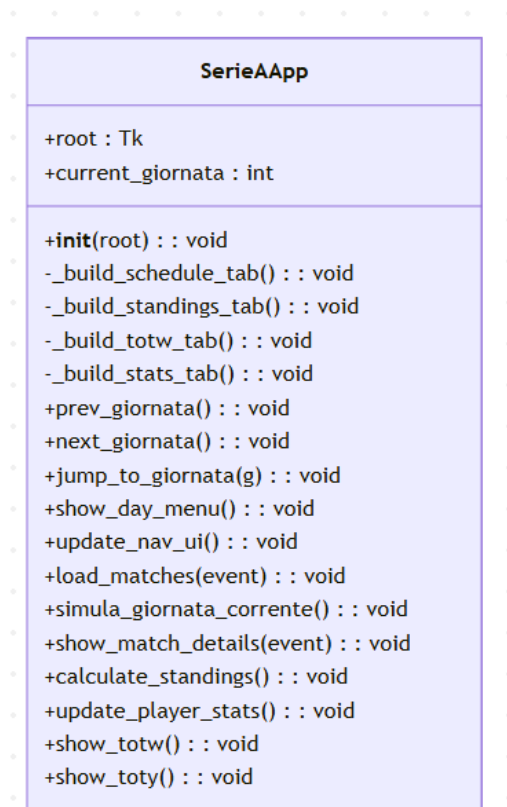 SerieAApp
+root : Tk
+current_giornata : int
+init(root) : : void
-_build_schedule_tab() : : void
-_build_standings_tab() : : void
-_build_totw_tab() : : void
-_build_stats_tab() : : void
+prev_giornata() : : void
+next_giornata() : : void
+jump_to_giornata(g) : : void
+show_day_menu() : : void
+update_nav_ui() : : void
+load_matches(event) : : void
+simula_giornata_corrente() : : void
+show_match_details(event) : : void
+calculate_standings() : : void
+update_player_stats() : : void
+show_totw() : : void
+show_toty() : : void